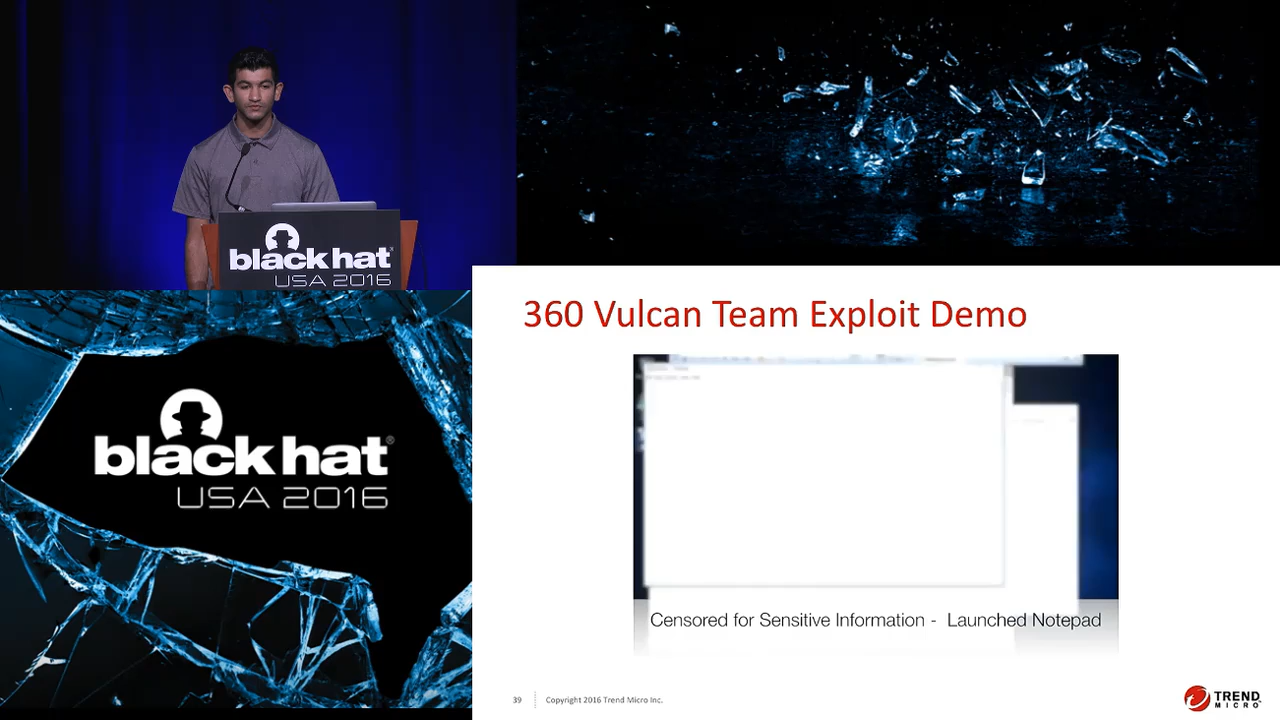 black hat
USA 2016
360 Vulcan Team Exploit Demo
black hat®
USA 2016
Censored for Sensitive Information - Launched Notepad
39
Copyright 2016 Trend Micro Inc.
TREND
MICRO